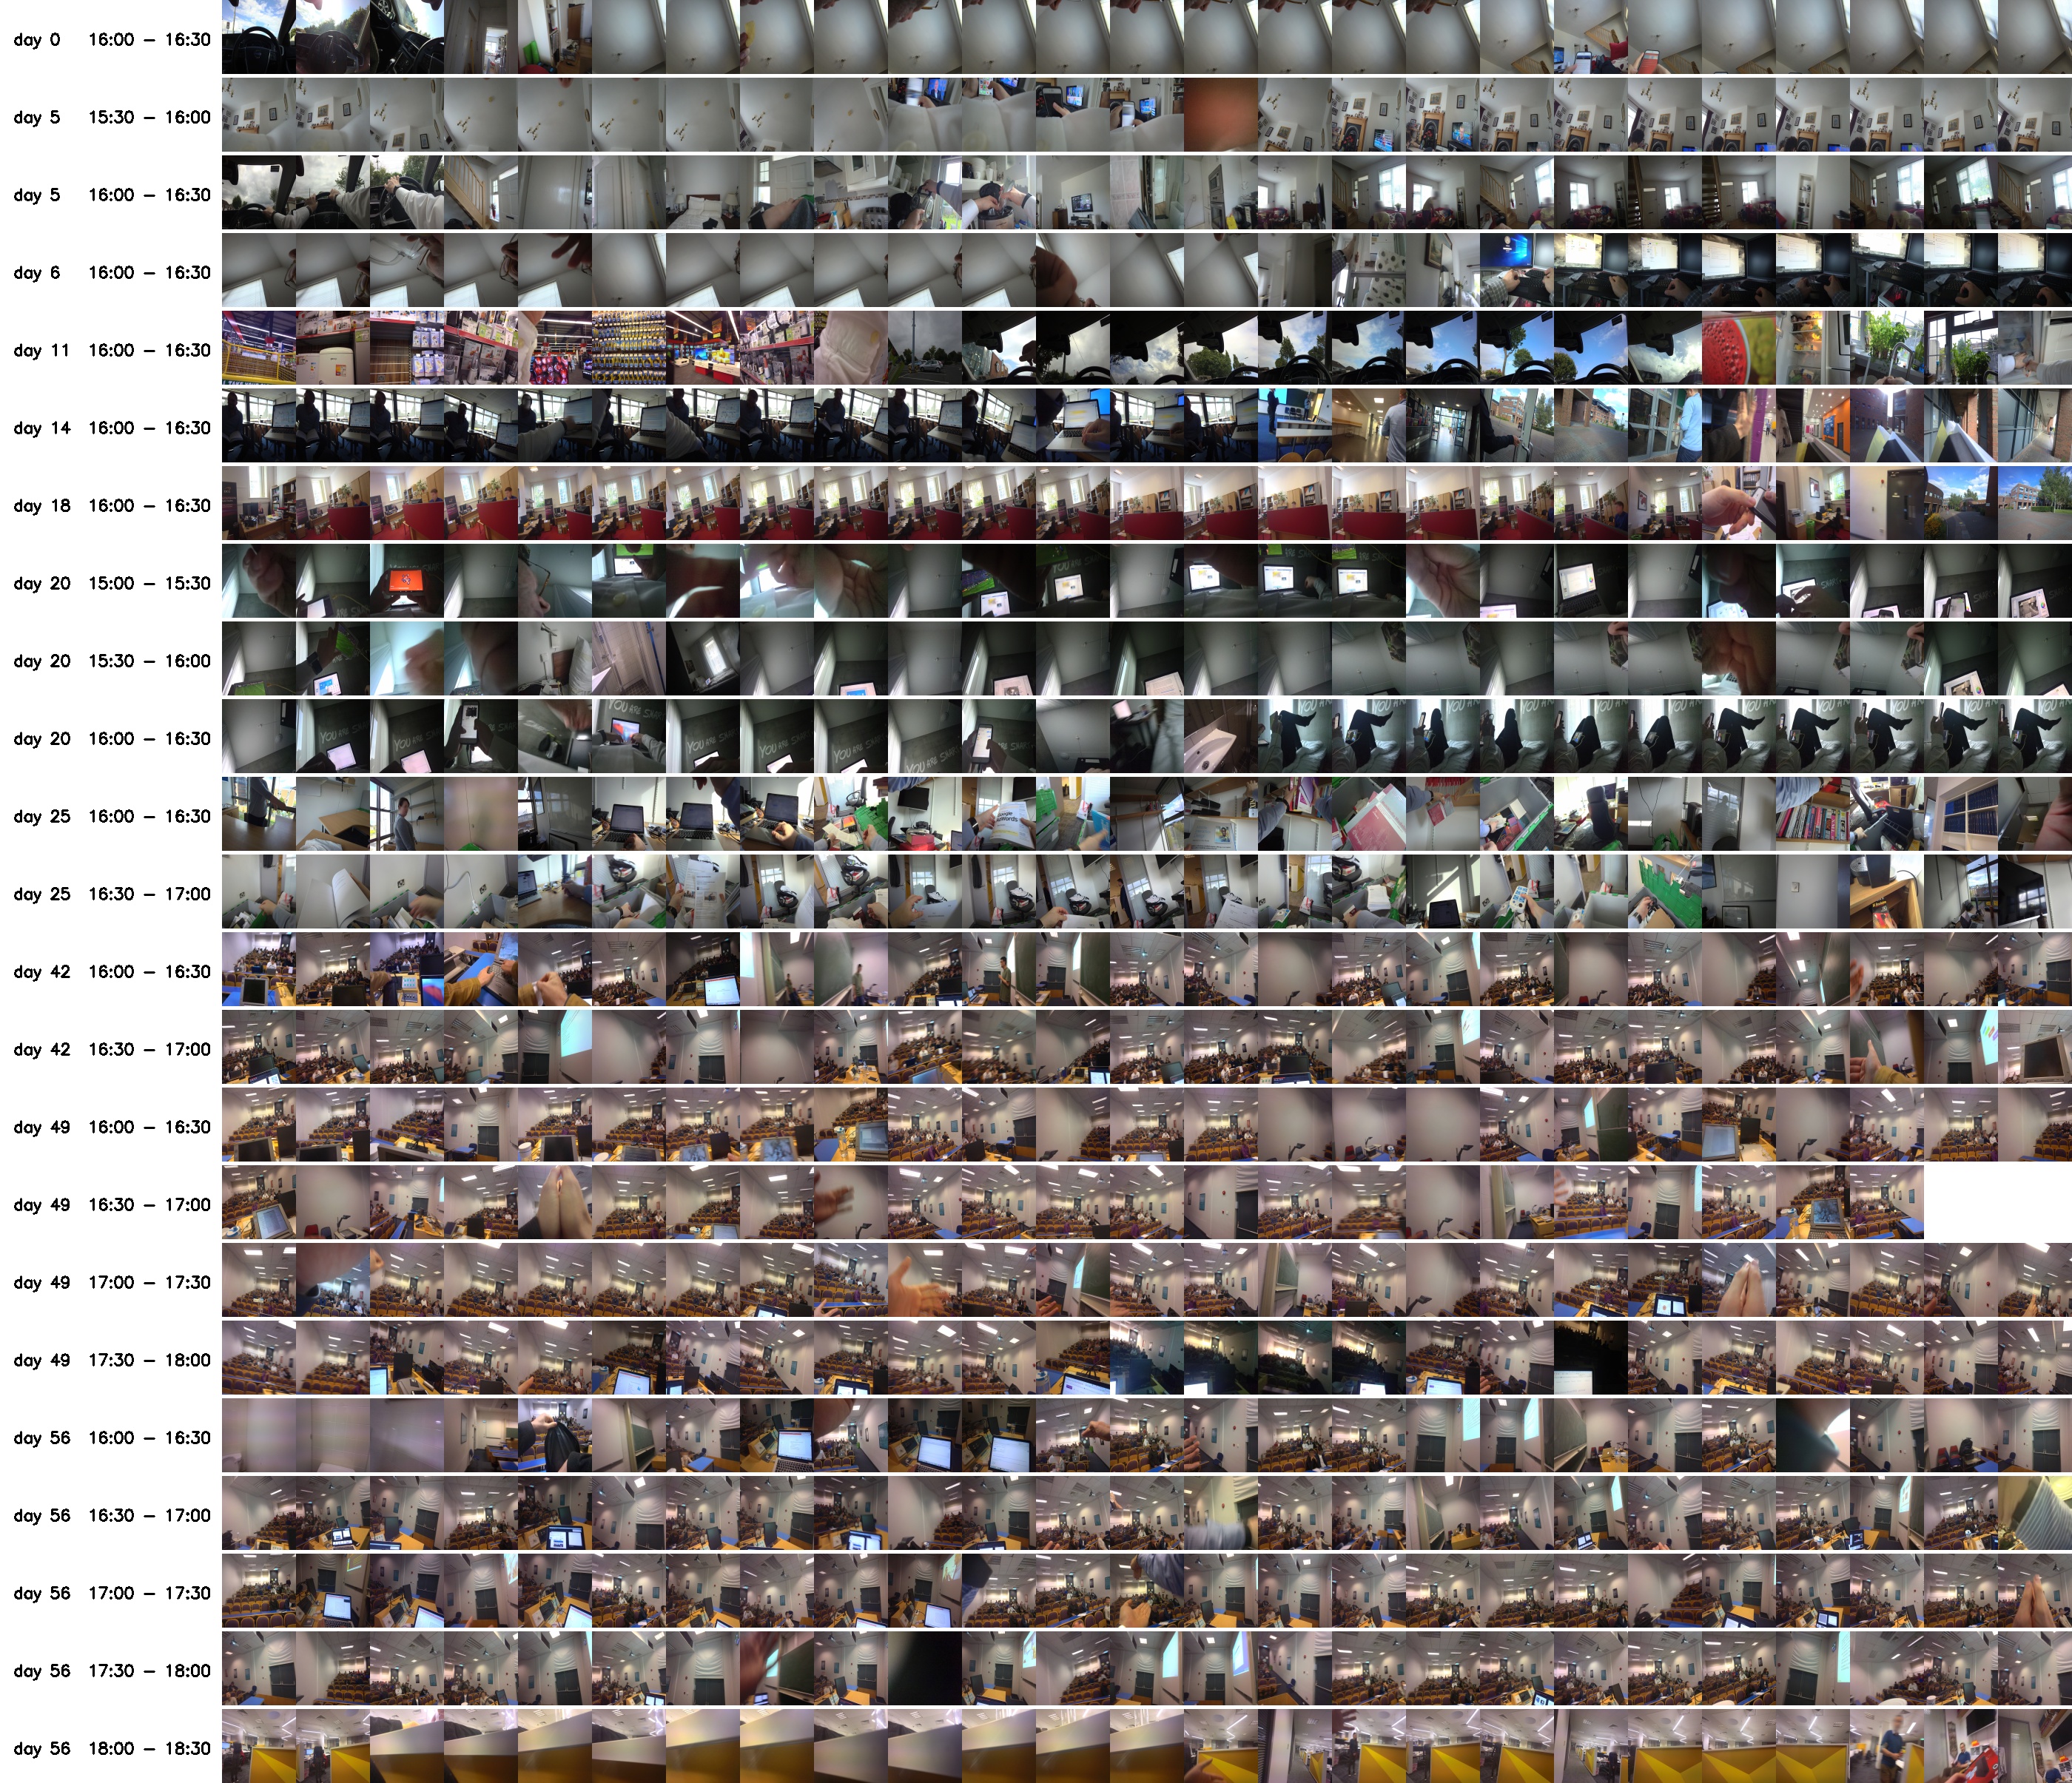 day 0 16:00 – 16:30
day 5 15:30 – 16:00
day 5 16:00 – 16:30
day 6 16:00 – 16:30
day 11 16:00 – 16:30
day 14 16:00 – 16:30
day 18 16:00 – 16:30
day 20 15:00 – 15:30
day 20 15:30 – 16:00
day 20 16:00 – 16:30
YOU ARE
day 25 16:00 – 16:30
day 25 16:30 – 17:00
day 42 16:00 – 16:30
day 42 16:30 – 17:00
day 49 16:00 – 16:30
day 49 16:30 – 17:00
day 49 17:00 – 17:30
day 49 17:30 – 18:00
day 56 16:00 – 16:30
day 56 16:30 – 17:00
day 56 17:00 – 17:30
day 56 17:30 – 18:00
day 56 18:00 – 18:30